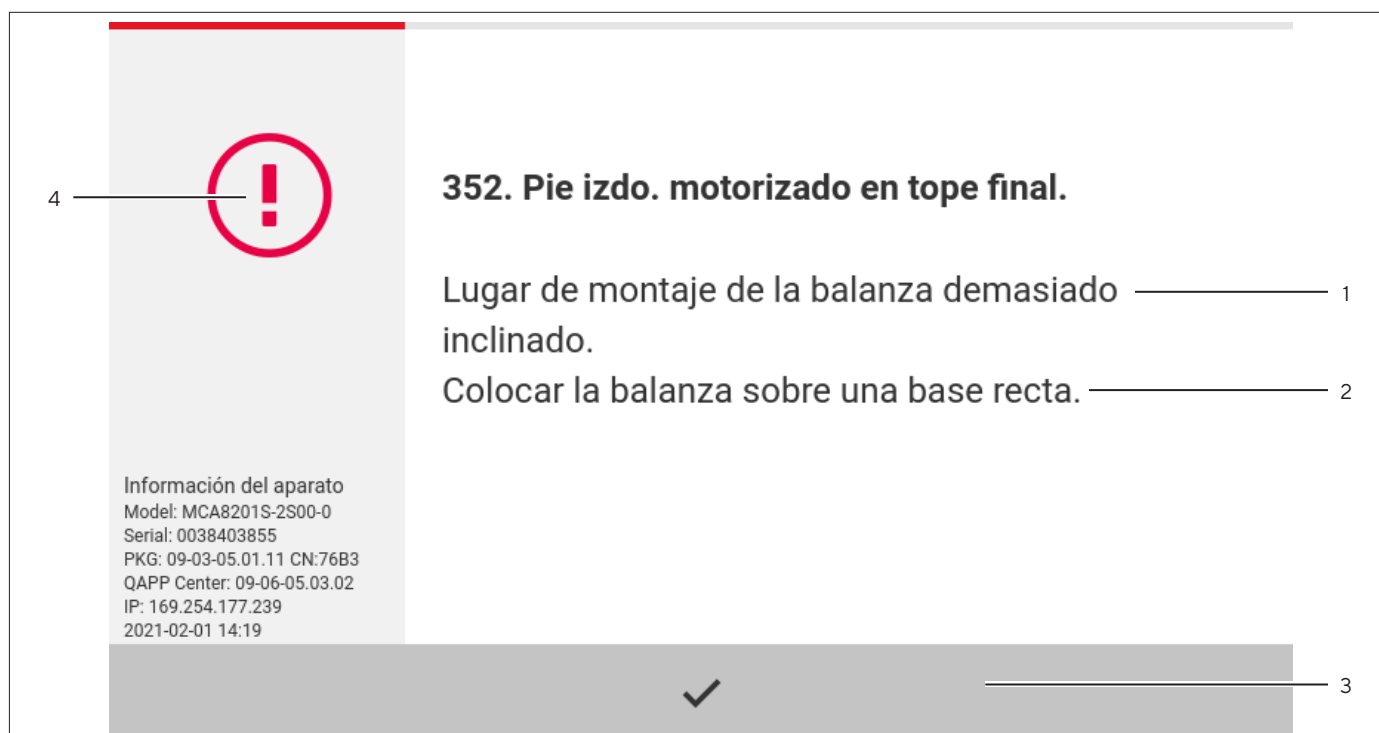 4
352. Pie izdo. motorizado en tope final.
Lugar de montaje de la balanza demasiado
1
inclinado.
Colocar la balanza sobre una base recta.
2
Información del aparato
Model: MCA8201S-2S00-0
Serial: 0038403855
PKG: 09-03-05.01.11 CN:76B3
QAPP Center: 09-06-05.03.02
IP: 169.254.177.239
2021-02-01 14:19
3